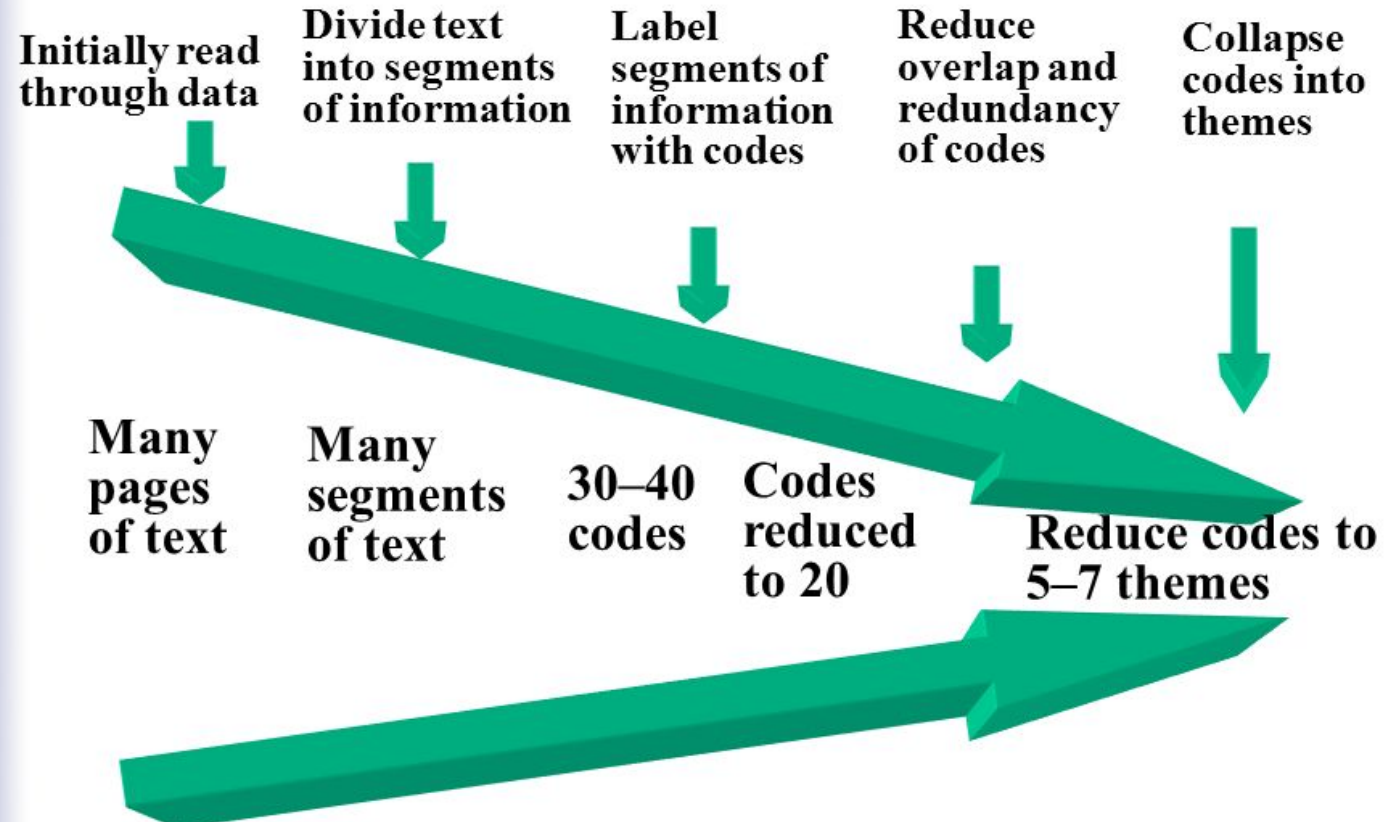 Initially read
through data
Divide text
into segments
of information
Label
segments of
information
with codes
Reduce
overlap and
redundancy
of codes
Collapse
codes into
themes
Many
pages
of text
Many
segments
of text
30–40
codes
Codes
reduced
to 20
Reduce codes to
5–7 themes